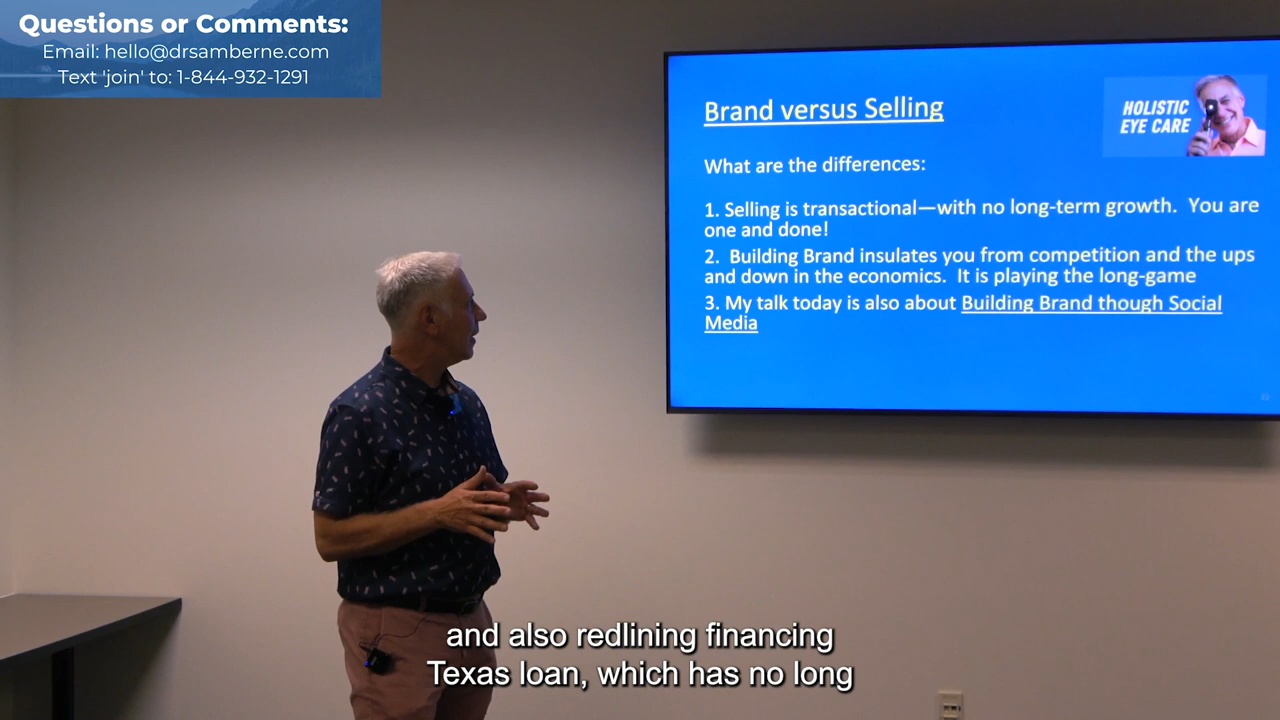 Questions or Comments:
Email: hello@drsamberne.com
Text 'join' to: 1-844-932-1291
Brand versus Selling
HOLISTIC
EYE CARE
What are the differences:
1. Selling is transactional—with no long-term growth. You are
one and done!
2. Building Brand insulates you from competition and the ups
and down in the economics. It is playing the long-game
3. My talk today is also about Building Brand though Social
Media
and also redlining financing
Texas loan, which has no long